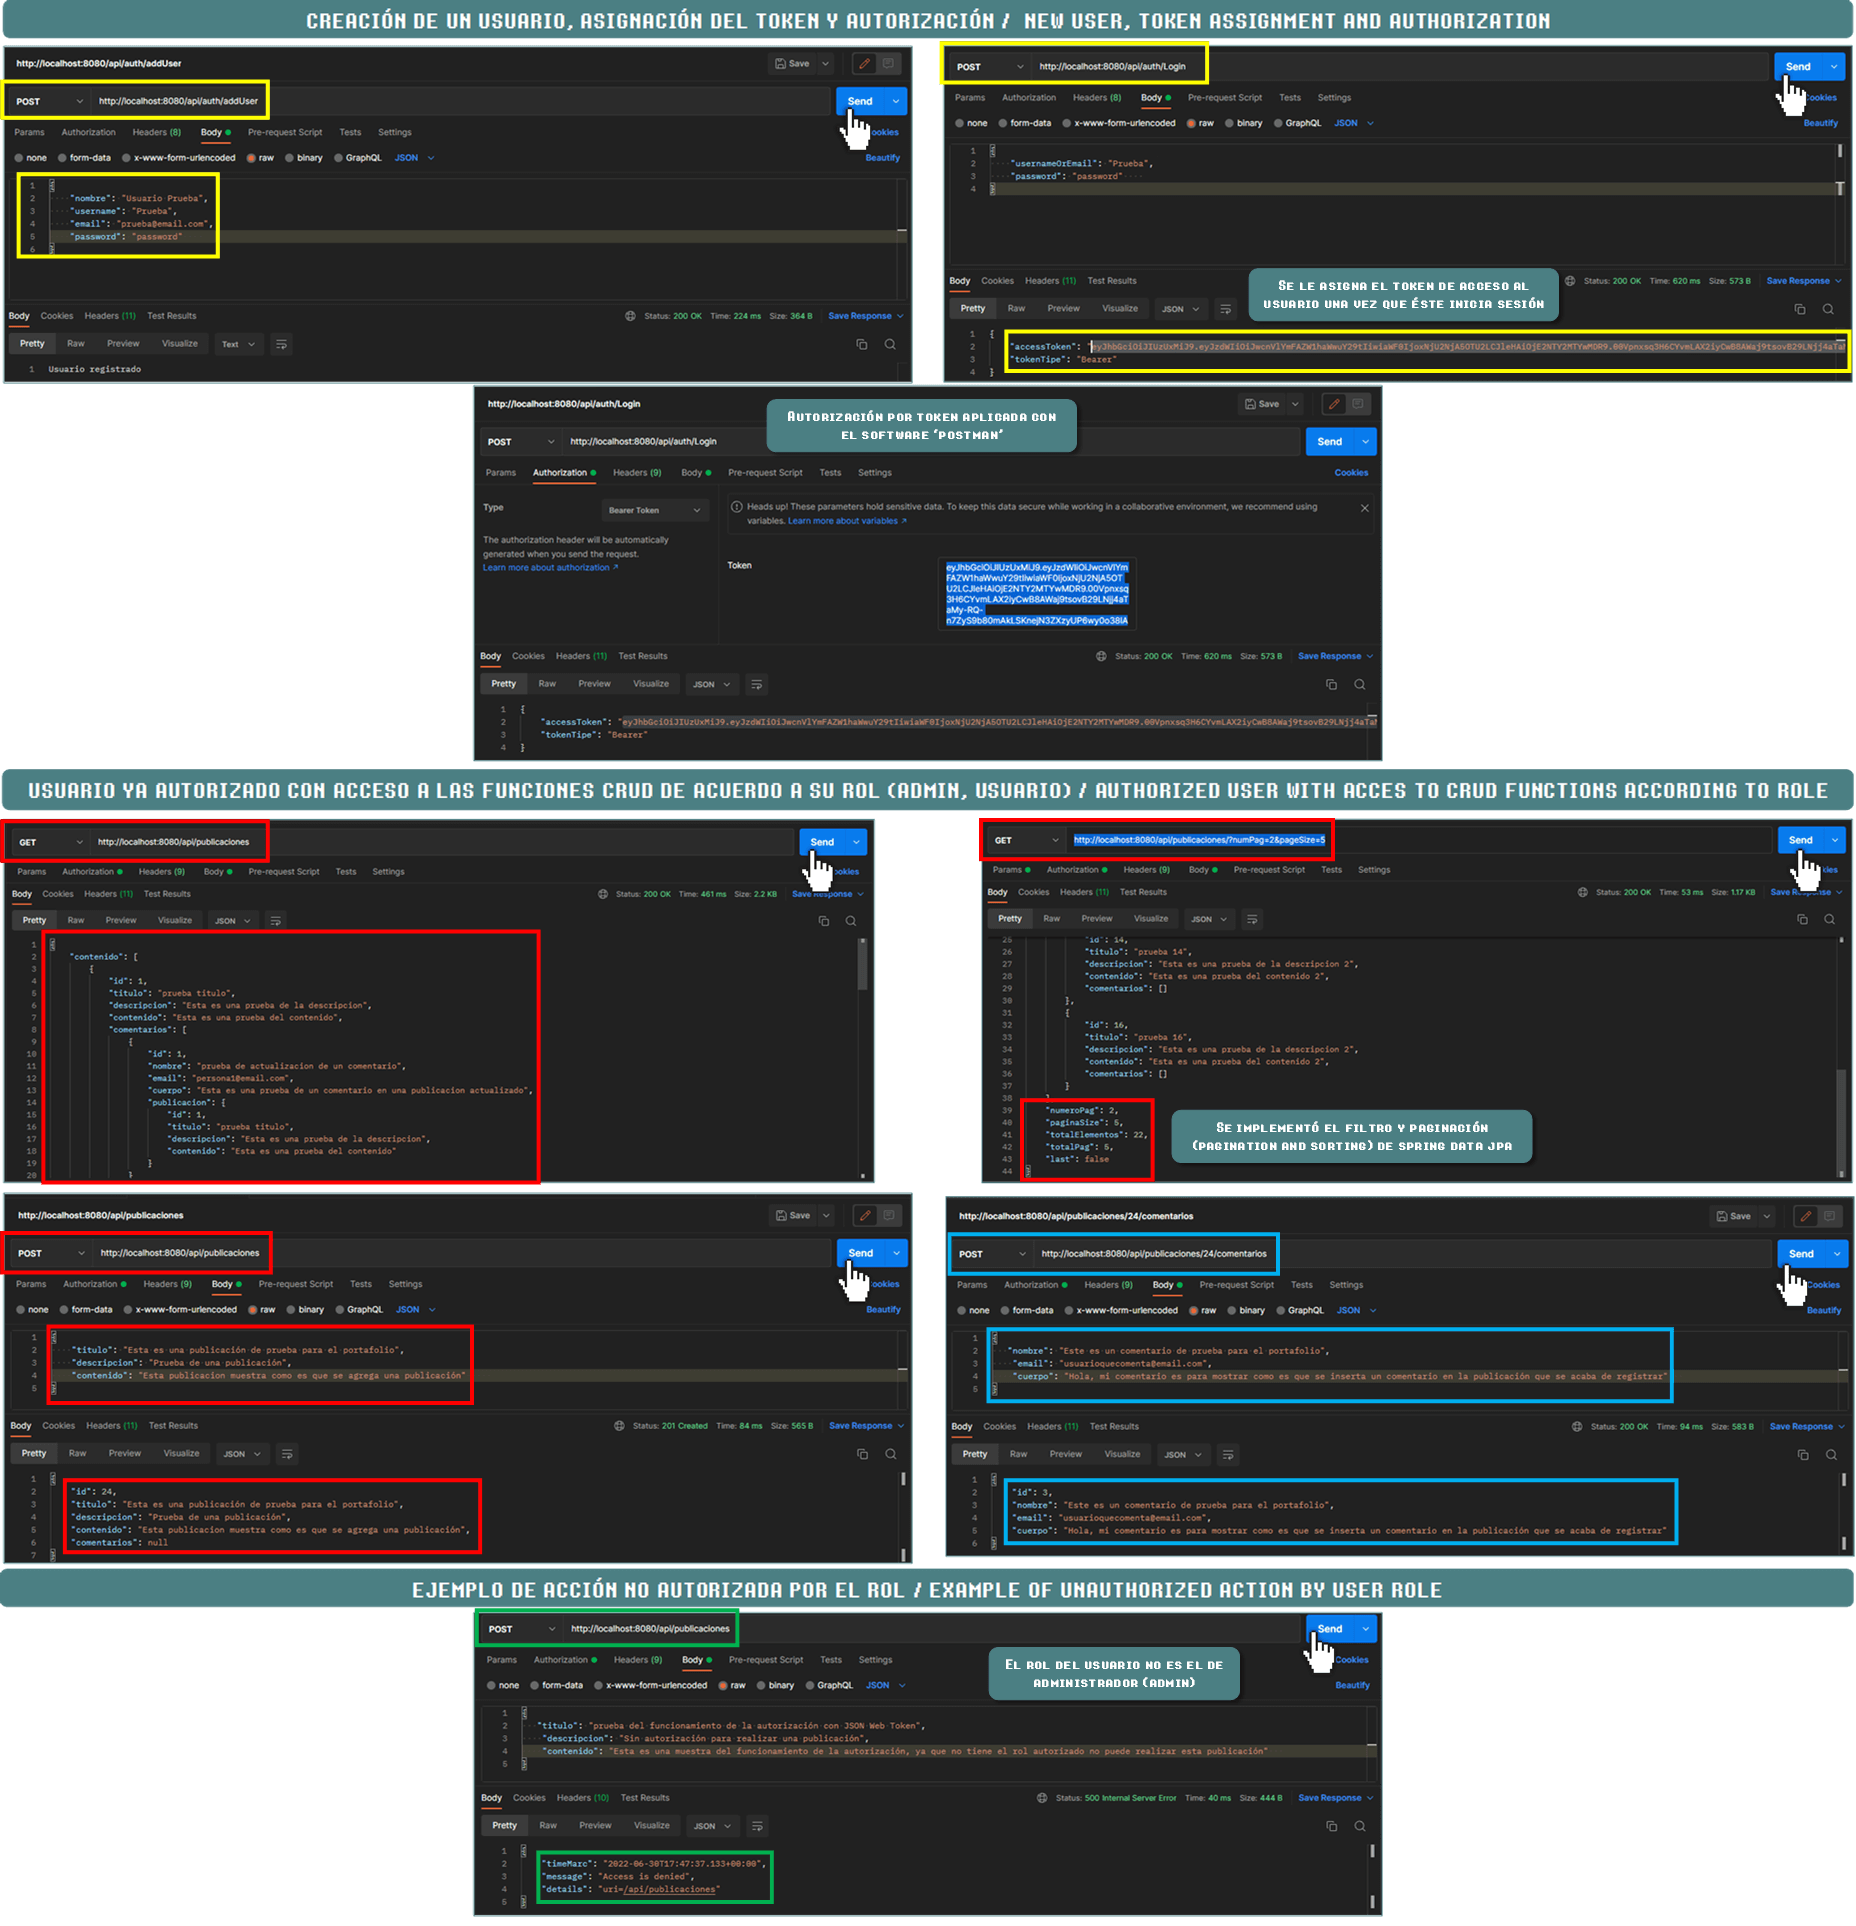 CREACIÓN DE UN USUARIO, ASIGNACIÓN DEL TOKEN Y AUTORIZACIÓN / NEW USER, TOKEN ASSIGNMENT AND AUTHORIZATION
http://localhost:8080/api/auth/addUser
Save
POST http://localhost:8080/api/auth/addUser
Send
Params Authorization Headers (8) Body Pre-request Script Tests Settings
ookies
none form-data x-www-form-urlencoded raw binary GraphQL JSON
Beautify
1
2 "nombre": "Usuario Prueba",
3 "username": "Prueba",
4 "email": "prueba@email.com",
5 "password": "password"
6
Body Cookies Headers (11) Test Results
Status: 200 OK Time: 224 ms Size: 364 B Save Response
Pretty Raw Preview Visualize Text
1 Usuario registrado
POST http://localhost:8080/api/auth/Login
Send
Params Authorization Headers (8) Body Pre-request Script Tests Settings
ookies
none form-data x-www-form-urlencoded raw binary GraphQL JSON
Beautify
1
2 "usernameOrEmail": "Prueba",
3 "password": "password"
4
Body Cookies Headers (11) Test Results
SE LE ASIGNA EL TOKEN DE ACCESO AL
USUARIO UNA VEZ QUE ÉSTE INICIA SESIÓN
Status: 200 OK Time: 620 ms Size: 573 B Save Response
Pretty Raw Preview Visualize JSON
1 {
2 "accessToken":
3 "tokenTipe": "Bearer"
4 }
http://localhost:8080/api/auth/Login
AUTORIZACIÓN POR TOKEN APLICADA CON
EL SOFTWARE 'POSTMAN'
Save
POST http://localhost:8080/api/auth/Login
Send
Params Authorization Headers (9) Body Pre-request Script Tests Settings
Cookies
Type Bearer Token
Heads up! These parameters hold sensitive data. To keep this data secure while working in a collaborative environment, we recommend using
variables. Learn more about variables
The authorization header will be automatically
generated when you send the request.
Learn more about authorization
Token
Body Cookies Headers (11) Test Results
Status: 200 OK Time: 620 ms Size: 573 B Save Response
Pretty Raw Preview Visualize JSON
1 {
2 "accessToken":
3 "tokenTipe": "Bearer"
4 }
USUARIO YA AUTORIZADO CON ACCESO A LAS FUNCIONES CRUD DE ACUERDO A SU ROL (ADMIN, USUARIO) / AUTHORIZED USER WITH ACCES TO CRUD FUNCTIONS ACCORDING TO ROLE
GET http://localhost:8080/api/publicaciones
Send
Params Authorization Headers (9) Body Pre-request Script Tests Settings
ookies
Body Cookies Headers (11) Test Results
Status: 200 OK Time: 461 ms Size: 2.2 KB Save Response
Pretty Raw Preview Visualize JSON
1
2 "contenido": [
3 {
4 "id": 1,
5 "titulo": "prueba titulo",
6 "descripcion": "Esta es una prueba de la descripcion",
7 "contenido": "Esta es una prueba del contenido",
8 "comentarios": [
9 {
10 "id": 1,
11 "nombre": "prueba de actualizacion de un comentario",
12 "email": "persona1@email.com",
13 "cuerpo": "Esta es una prueba de un comentario en una publicacion actualizado",
14 "publicacion": {
15 "id": 1,
16 "titulo": "prueba titulo",
17 "descripcion": "Esta es una prueba de la descripcion",
18 "contenido": "Esta es una prueba del contenido"
19 }
20 }
GET http://localhost:8080/api/publicaciones/?numPag=2&pageSize=5
Send
Params Authorization Headers (9) Body Pre-request Script Tests Settings
kies
Body Cookies Headers (11) Test Results
Status: 200 OK Time: 53 ms Size: 1.17 KB Save Response
Pretty Raw Preview Visualize JSON
25 "id": 14,
26 "titulo": "prueba 14",
27 "descripcion": "Esta es una prueba de la descripcion 2",
28 "contenido": "Esta es una prueba del contenido 2",
29 "comentarios": []
30 },
31 {
32 "id": 16,
33 "titulo": "prueba 16",
34 "descripcion": "Esta es una prueba de la descripcion 2",
35 "contenido": "Esta es una prueba del contenido 2",
36 "comentarios": []
37 }
38
39 "numeroPag": 2,
40 "paginaSize": 5,
41 "totalElementos": 22,
42 "totalPag": 5,
43 "last": false
44
SE IMPLEMENTÓ EL FILTRO Y PAGINACIÓN
(PAGINATION AND SORTING) DE SPRING DATA JPA
http://localhost:8080/api/publicaciones
Save
POST http://localhost:8080/api/publicaciones
Send
Params Authorization Headers (9) Body Pre-request Script Tests Settings
ookies
none form-data x-www-form-urlencoded raw binary GraphQL JSON
Beautify
1
2 "titulo": "Esta es una publicación de prueba para el portafolio",
3 "descripcion": "Prueba de una publicación",
4 "contenido": "Esta publicacion muestra como es que se agrega una publicación"
5
Body Cookies Headers (11) Test Results
Status: 201 Created Time: 84 ms Size: 565 B Save Response
Pretty Raw Preview Visualize JSON
1
2 "id": 24,
3 "titulo": "Esta es una publicación de prueba para el portafolio",
4 "descripcion": "Prueba de una publicación",
5 "contenido": "Esta publicacion muestra como es que se agrega una publicación",
6 "comentarios": null
7
http://localhost:8080/api/publicaciones/24/comentarios
Save
POST http://localhost:8080/api/publicaciones/24/comentarios
Send
Params Authorization Headers (9) Body Pre-request Script Tests Settings
Cookies
none form-data x-www-form-urlencoded raw binary GraphQL JSON
Beautify
1
2 "nombre": "Este es un comentario de prueba para el portafolio",
3 "email": "usuarioquecomenta@email.com",
4 "cuerpo": "Hola, mi comentario es para mostrar como es que se inserta un comentario en la publicación que se acaba de registrar"
5
Body Cookies Headers (11) Test Results
Status: 200 OK Time: 94 ms Size: 583 B Save Response
Pretty Raw Preview Visualize JSON
1
2 "id": 3,
3 "nombre": "Este es un comentario de prueba para el portafolio",
4 "email": "usuarioquecomenta@email.com",
5 "cuerpo": "Hola, mi comentario es para mostrar como es que se inserta un comentario en la publicación que se acaba de registrar"
6
EJEMPLO DE ACCIÓN NO AUTORIZADA POR EL ROL / EXAMPLE OF UNAUTHORIZED ACTION BY USER ROLE
POST http://localhost:8080/api/publicaciones
Send
Params Authorization Headers (9) Body Pre-request Script Tests Settings
Cookies
EL ROL DEL USUARIO NO ES EL DE
ADMINISTRADOR (ADMIN)
none form-data x-www-form-urlencoded raw binary GraphQL JSON
Beautify
1
2 "titulo": "prueba del funcionamiento de la autorización con JSON Web Token",
3 "descripcion": "Sin autorización para realizar una publicación",
4 "contenido": "Esta es una muestra del funcionamiento de la autorización, ya que no tiene el rol autorizado no puede realizar esta publicación"
5
Body Cookies Headers (10) Test Results
Status: 500 Internal Server Error Time: 40 ms Size: 444 B Save Response
Pretty Raw Preview Visualize JSON
1
2 "timeMarc": "2022-06-30T17:47:37.133+00:00",
3 "message": "Access is denied",
4 "details": "uri=/api/publicaciones"
5